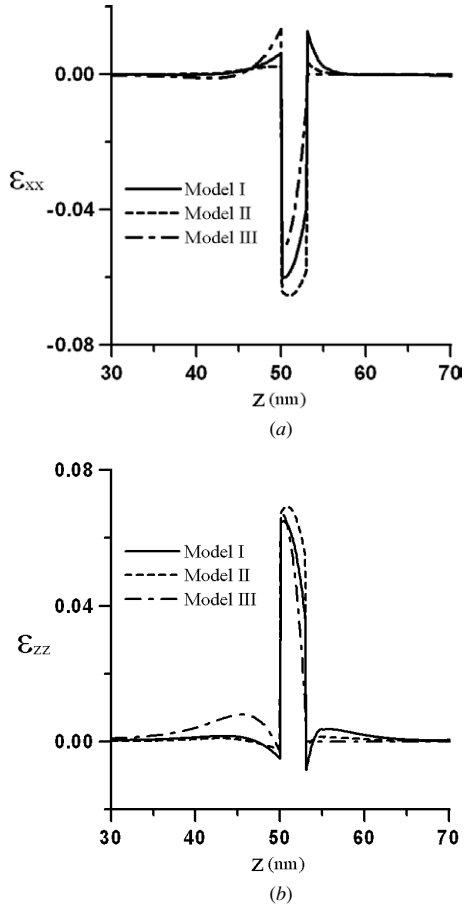 0.00
-0.04
-0.08
εxx
Model I
Model II
Model III
30 40 50 60 70
z (nm)
(a)
0.08
0.04
0.00
εzz
Model I
Model II
Model III
30 40 50 60 70
z (nm)
(b)